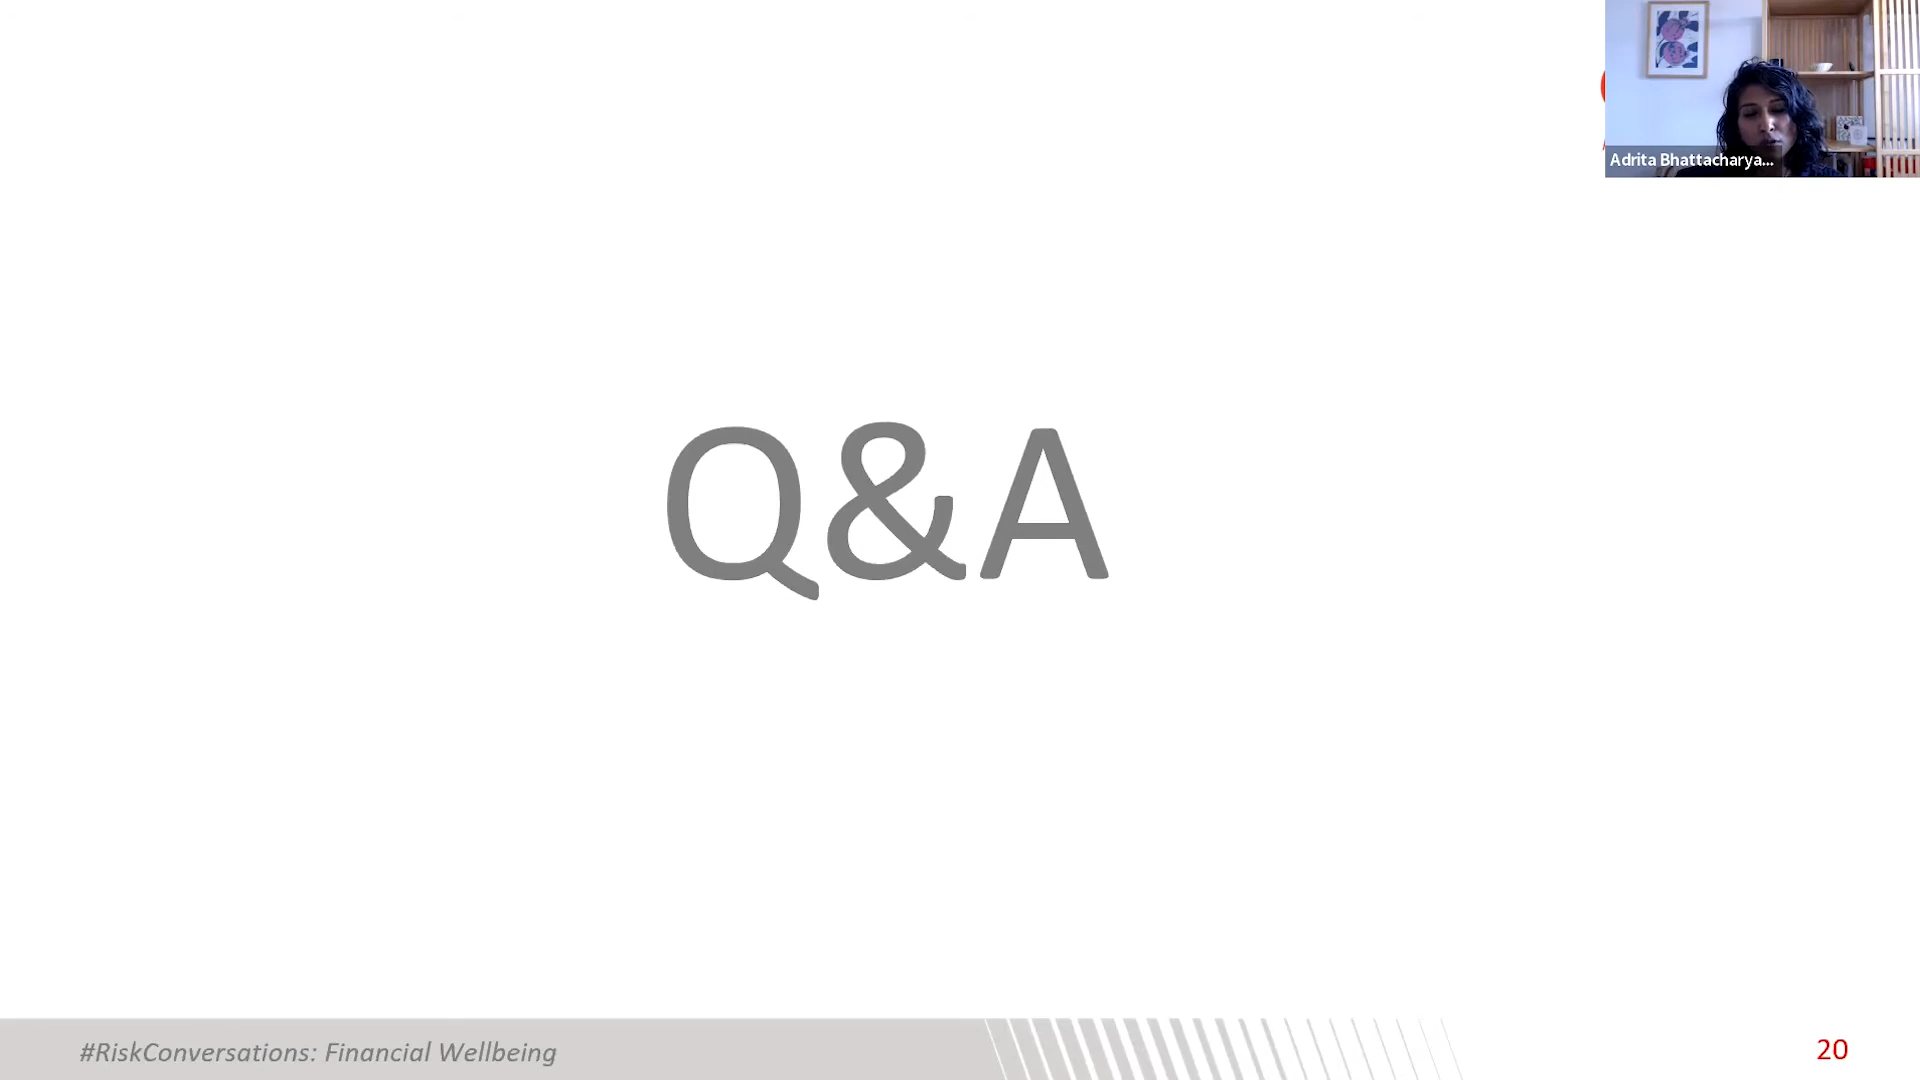 Adrita Bhattacharya...
Q&A
#RiskConversations: Financial Wellbeing
20